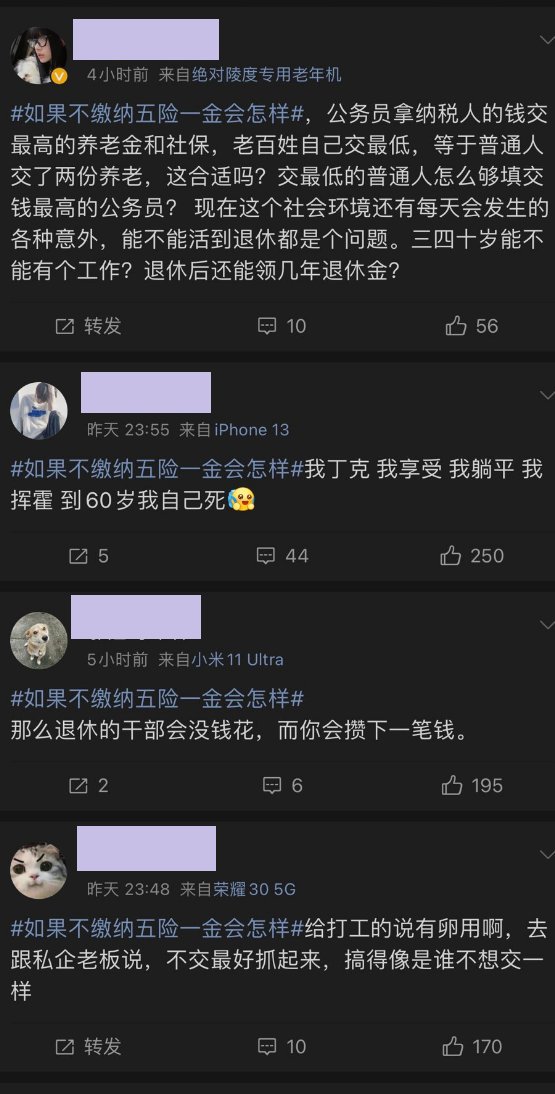 4小时前 来自绝对陵度专用老年机
#如果不缴纳五险一金会怎样#，公务员拿纳税人的钱交
最高的养老金和社保，老百姓自己交最低，等于普通人
交了两份养老，这合适吗？交最低的普通人怎么够填交
钱最高的公务员？ 现在这个社会环境还有每天会发生的
各种意外，能不能活到退休都是个问题。三四十岁能不
能有个工作？退休后还能领几年退休金？
转发 10 56
昨天 23:55 来自iPhone 13
#如果不缴纳五险一金会怎样#我丁克 我享受 我躺平 我
挥霍 到60岁我自己死
5 44 250
5小时前 来自小米11 Ultra
#如果不缴纳五险一金会怎样#
那么退休的干部会没钱花，而你会攒下一笔钱。
2 6 195
昨天 23:48 来自荣耀30 5G
#如果不缴纳五险一金会怎样#给打工的说有卵用啊，去
跟私企老板说，不交最好抓起来，搞得像是谁不想交一
样
转发 10 170